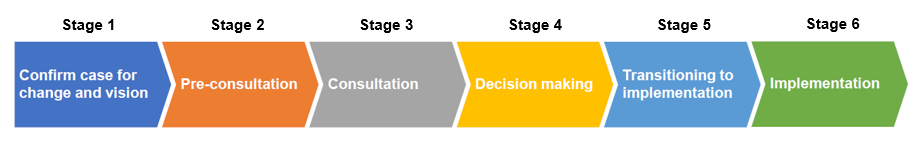 Stage 1
Stage 2
Stage 3
Stage 4
Stage 5
Stage 6
Confirm case for
change and vision
Pre-consultation
Consultation
Decision making
Transitioning to
implementation
Implementation